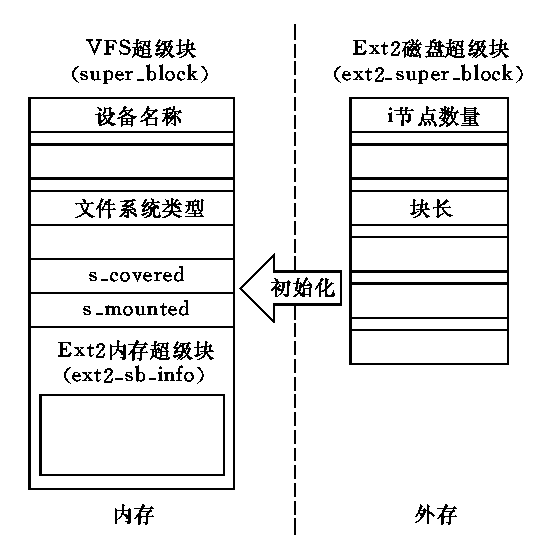 VFS超级块
(super_block)
设备名称
文件系统类型
s_covered
s_mounted
Ext2内存超级块
(ext2_sb_info)
内存
初始化
Ext2磁盘超级块
(ext2_super_block)
i节点数量
块长
外存